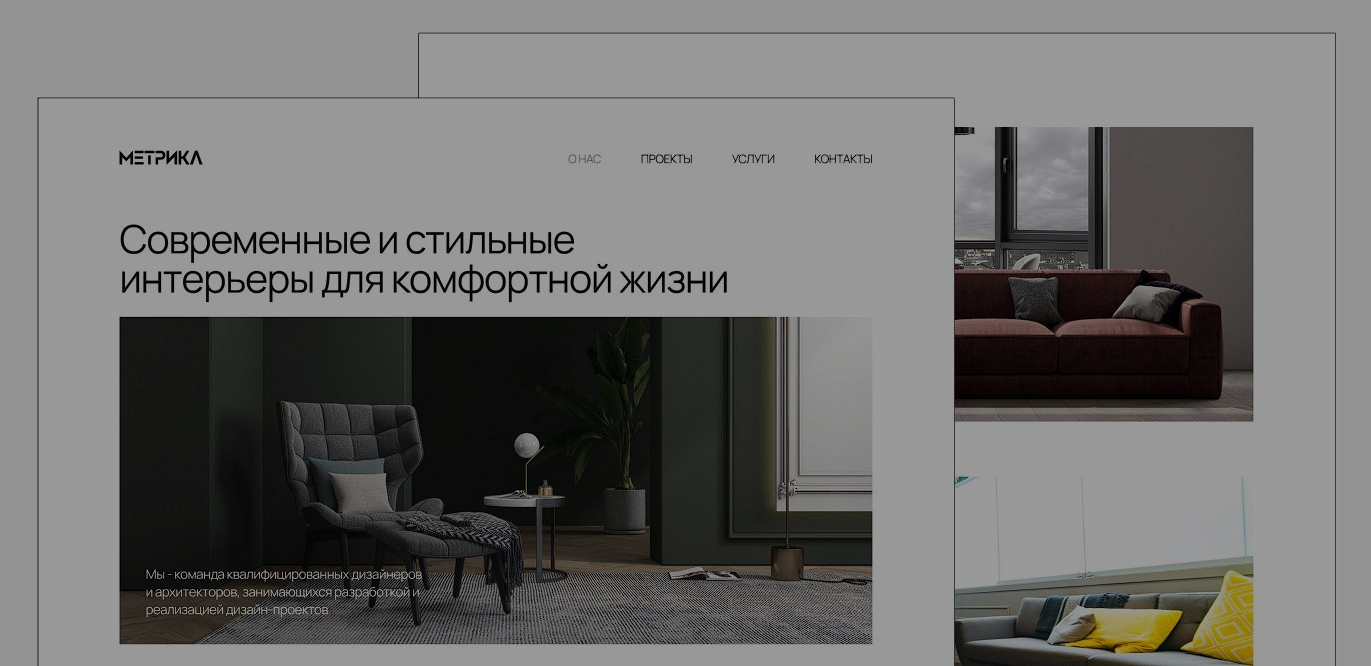 МЕТРИКА
О НАС
ПРОЕКТЫ
УСЛУГИ
КОНТАКТЫ
Современные и стильные
интерьеры для комфортной жизни
Мы - команда квалифицированных дизайнеров
и архитекторов, занимающихся разработкой и
реализацией дизайн-проектов